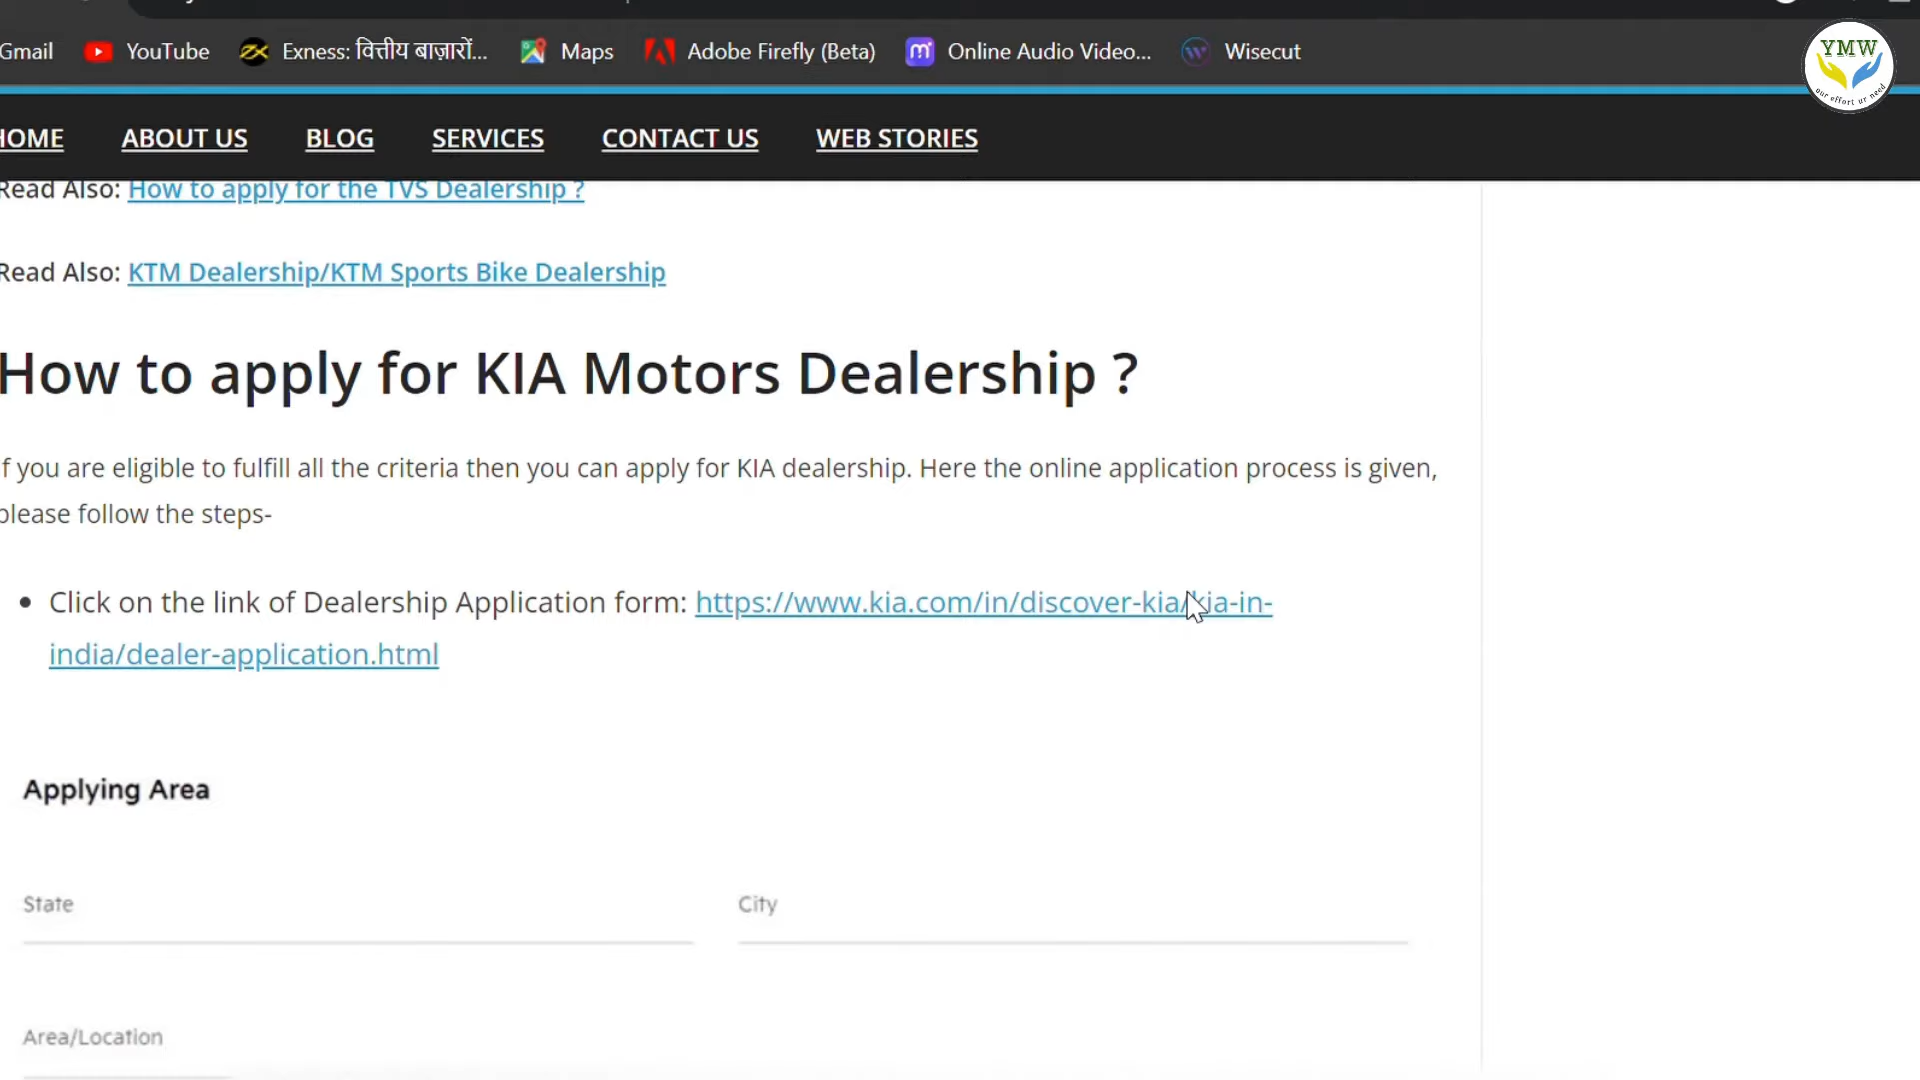 Gmail YouTube Exness: वित्तीय बाज़ारों... Maps Adobe Firefly (Beta) Online Audio Video... Wisecut
YMW
our effort ur need
HOME ABOUT US BLOG SERVICES CONTACT US WEB STORIES
Read Also: How to apply for the TVS Dealership ?
Read Also: KTM Dealership/KTM Sports Bike Dealership
How to apply for KIA Motors Dealership ?
If you are eligible to fulfill all the criteria then you can apply for KIA dealership. Here the online application process is given,
please follow the steps-
• Click on the link of Dealership Application form: https://www.kia.com/in/discover-kia/kia-in-
india/dealer-application.html
Applying Area
State City
Area/Location